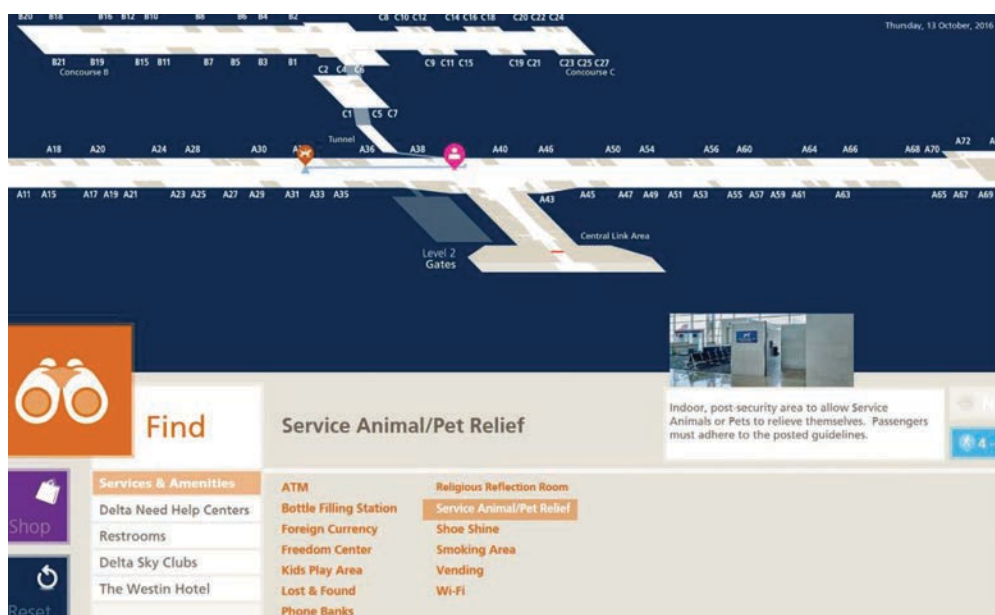 Thursday, 13 October, 2016
B20 B18 B16 B12 B10 B8 B6 B4 B2
C8 C10 C12 C14 C16 C18 C20 C22 C24
B21 B19 B15 B11 B7 B5 B3 B1
C2 C4 C6
C9 C11 C15 C19 C21 C23 C25 C27
Concourse B
Concourse C
C1 C5 C7
Tunnel
A18 A20 A24 A28 A30 A36 A38 A40 A46 A50 A54 A56 A60 A64 A66 A68 A70 A72
A11 A15 A17 A19 A21 A23 A25 A27 A29 A31 A33 A35 A43 A45 A47 A49 A51 A53 A55 A57 A59 A61 A63 A65 A67 A69
Central Link Area
Level 2
Gates
Find
Service Animal/Pet Relief
Indoor, post security area to allow Service
Animals or Pets to relieve themselves. Passengers
must adhere to the posted guidelines.
4
Shop
Reset
Services & Amenities
Delta Need Help Centers
Restrooms
Delta Sky Clubs
The Westin Hotel
ATM
Bottle Filling Station
Foreign Currency
Freedom Center
Kids Play Area
Lost & Found
Phone Banks
Religious Reflection Room
Service Animal/Pet Relief
Shoe Shine
Smoking Area
Vending
Wi-Fi